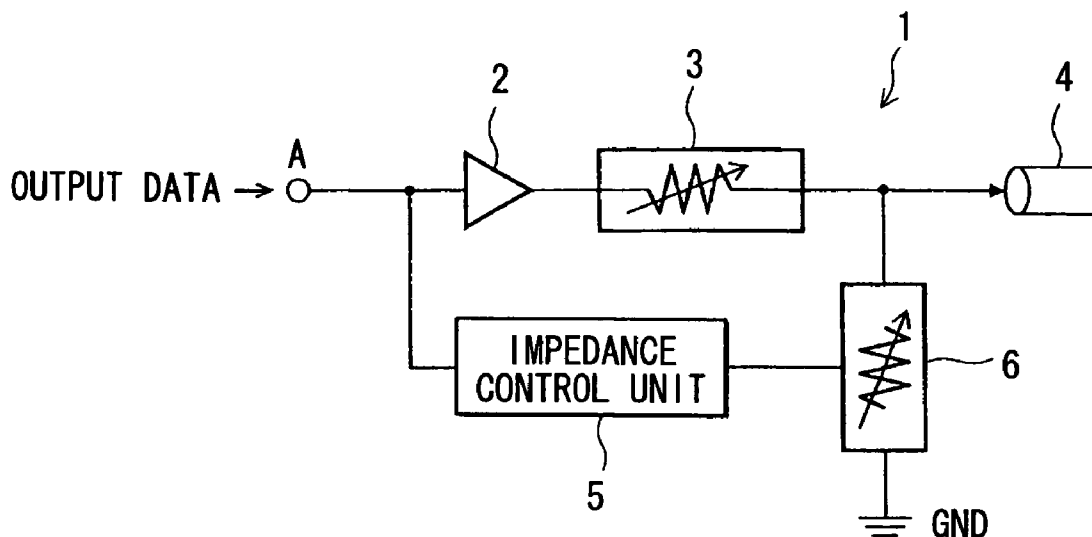 1
3
2
4
A
OUTPUT DATA
IMPEDANCE
CONTROL UNIT
6
5
GND